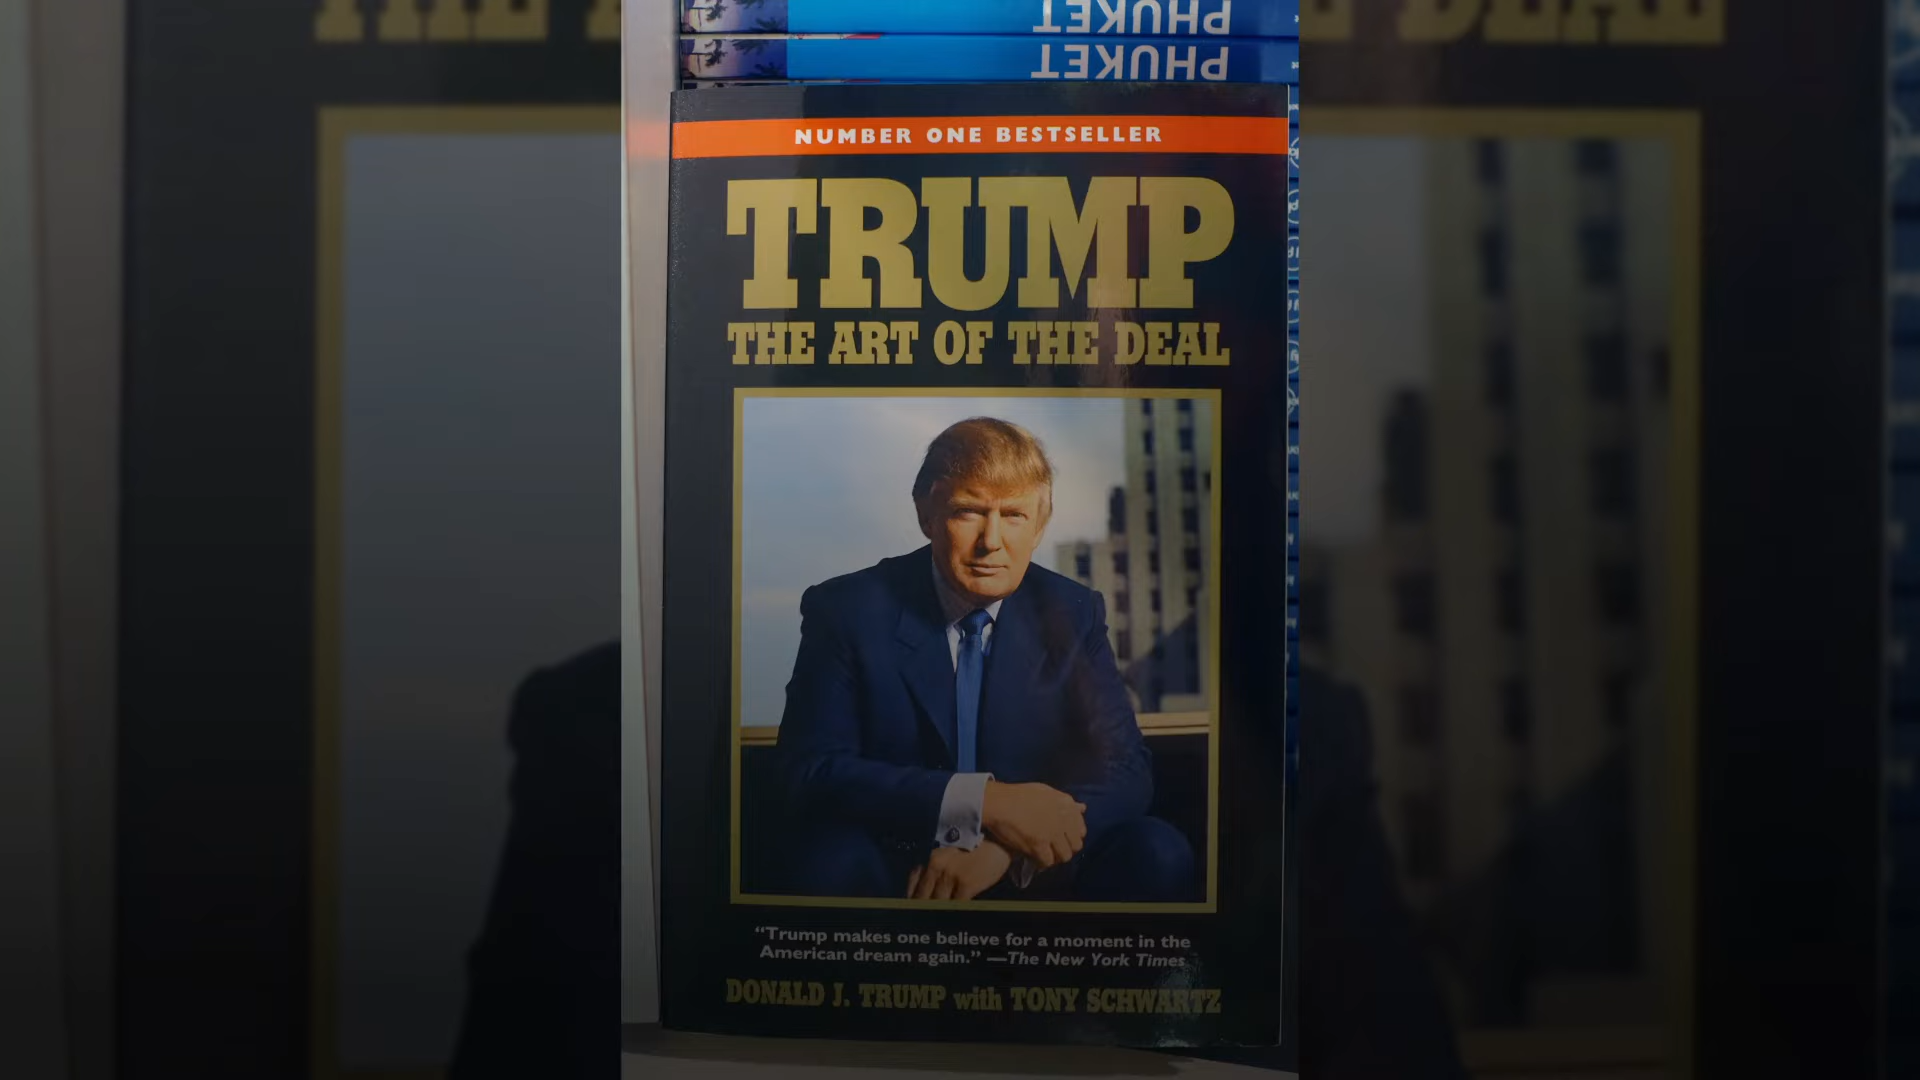 PHUKET
PHUKET
NUMBER ONE BESTSELLER
TRUMP
THE ART OF THE DEAL
“Trump makes one believe for a moment in the
American dream again.” —The New York Times
DONALD J. TRUMP with TONY SCHWARTZ